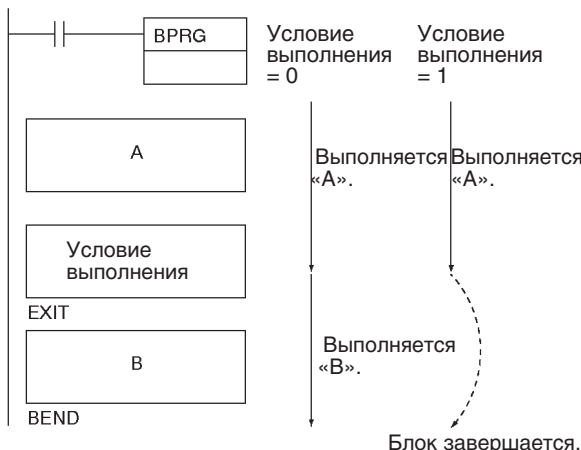 BPRG
Условие
выполнения
= 0
Условие
выполнения
= 1
A
Выполняется
«A».
Выполняется
«A».
Условие
выполнения
EXIT
B
Выполняется
«B».
BEND
Блок завершается.